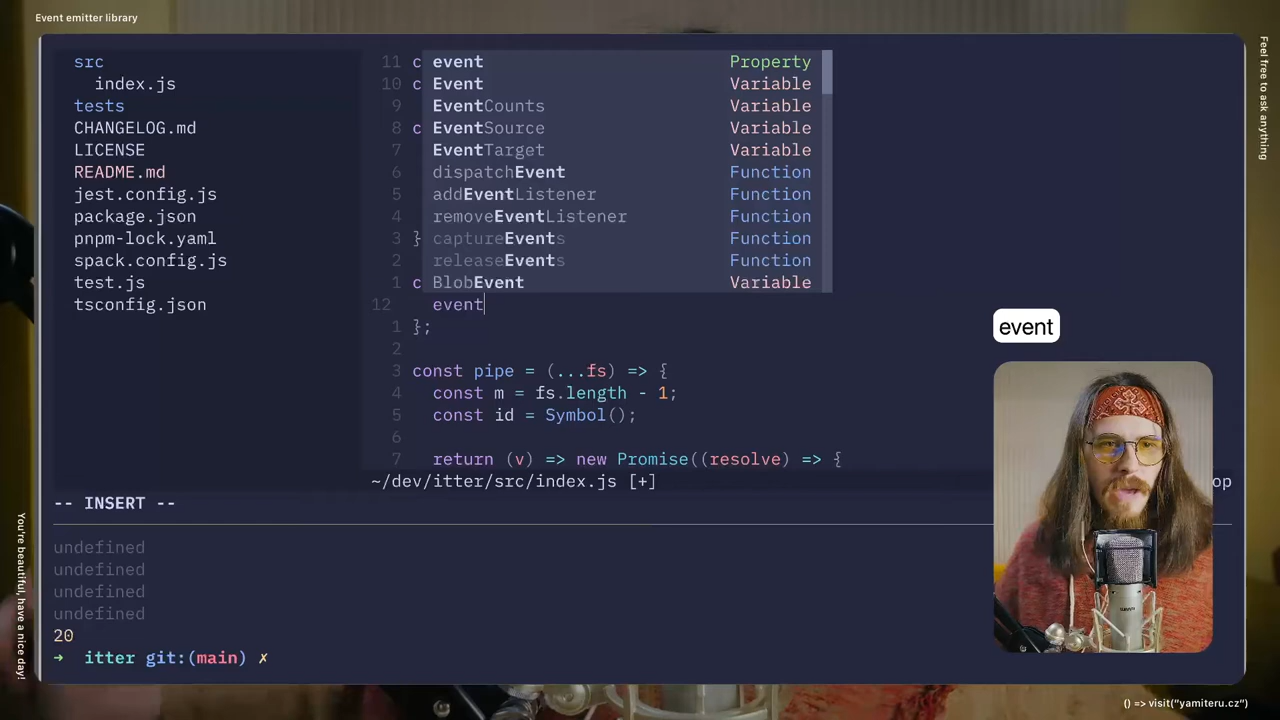 Event emitter library
Feel free to ask anything
src
index.js
tests
CHANGELOG.md
LICENSE
README.md
jest.config.js
package.json
pnpm-lock.yaml
spack.config.js
test.js
tsconfig.json
11 c event Property
10 c Event Variable
9 EventCounts Variable
8 c EventSource Variable
7 EventTarget Variable
6 dispatchEvent Function
5 addEventListener Function
4 removeEventListener Function
3 } captureEvents Function
2 releaseEvents Function
1 c BlobEvent Variable
12 event
1 };
2
3 const pipe = (...fs) => {
4 const m = fs.length - 1;
5 const id = Symbol();
6
7 return (v) => new Promise((resolve) => {
~/dev/itter/src/index.js [+]
op
-- INSERT --
event
undefined
undefined
undefined
undefined
20
➜ itter git:(main) ✗
You're beautiful, have a nice day!
() => visit("yamiteru.cz")